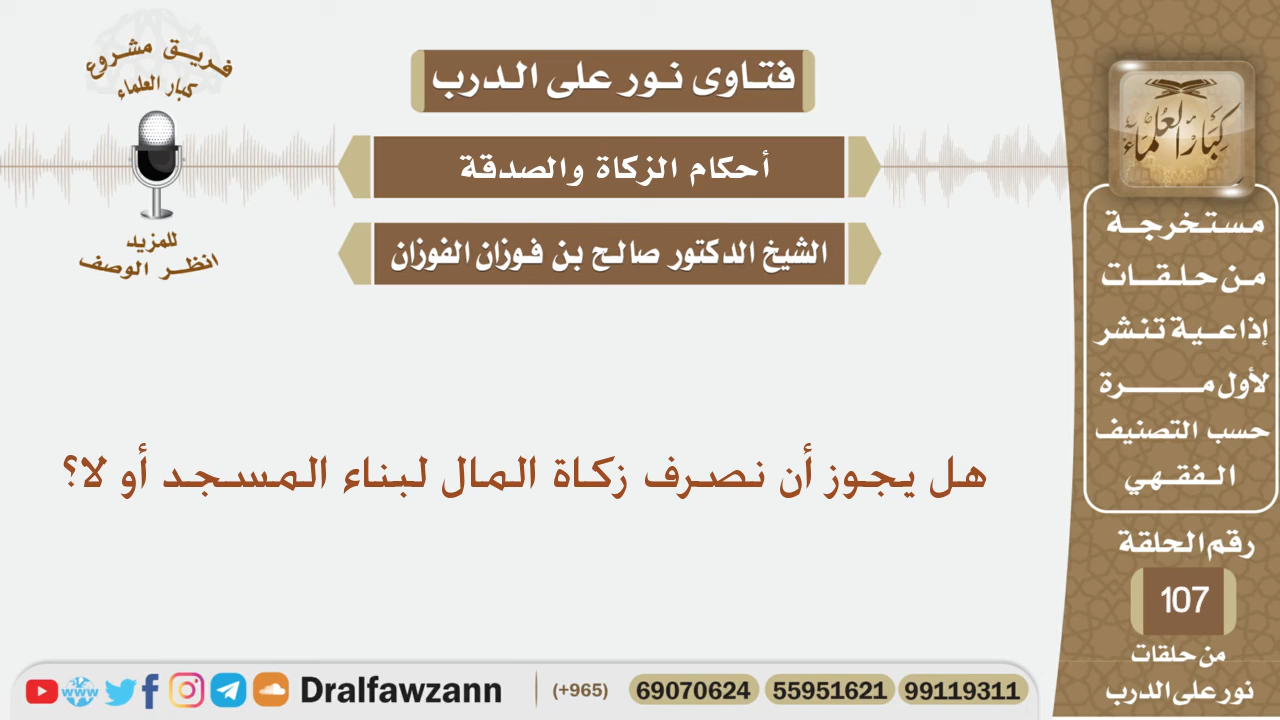 فريق مشروع
كبار العلماء
للمزيد
انظر الوصف
فتاوى نور على الدرب
أحكام الزكاة والصدقة
الشيخ الدكتور صالح بن فوزان الفوزان
هل يجوز أن نصرف زكاة المال لبناء المسجد أو لا؟
كبار العلماء
مستخرجة
من حلقات
إذاعية تنشر
لأول مرة
حسب التصنيف
الفقهي
رقم الحلقة
107
من حلقات
نور على الدرب
www
Dralfawzann
(+965)
69070624
55951621
99119311